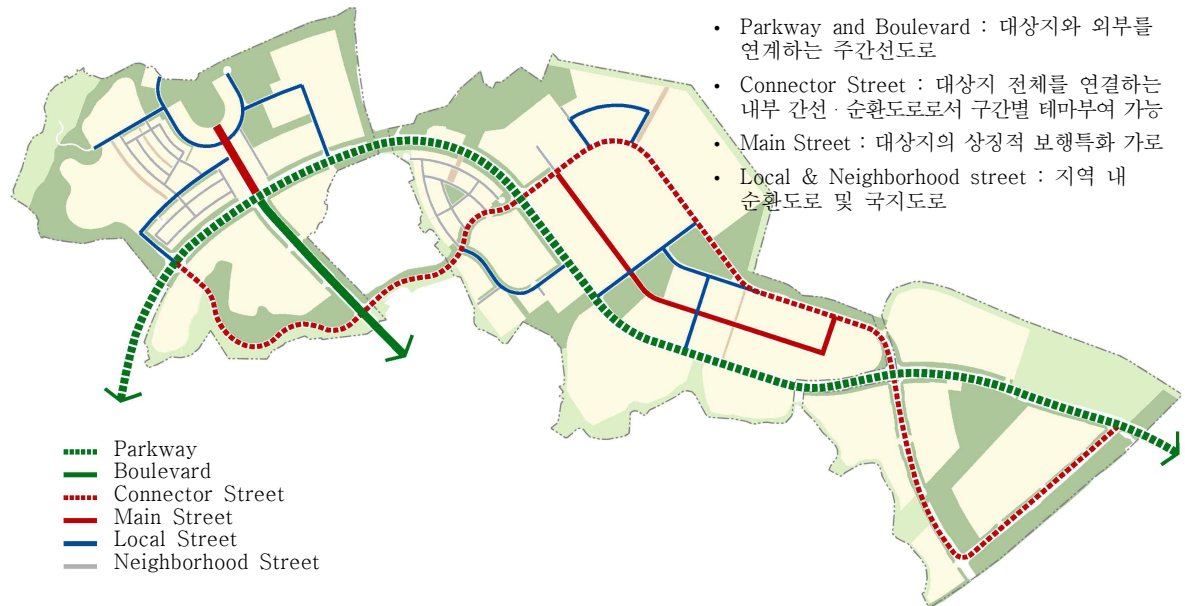 • Parkway and Boulevard : 대상지와 외부를
연계하는 주간선도로
• Connector Street : 대상지 전체를 연결하는
내부 간선 · 순환도로로서 구간별 테마부여 가능
• Main Street : 대상지의 상징적 보행특화 가로
• Local & Neighborhood street : 지역 내
순환도로 및 국지도로
Parkway
Boulevard
Connector Street
Main Street
Local Street
Neighborhood Street